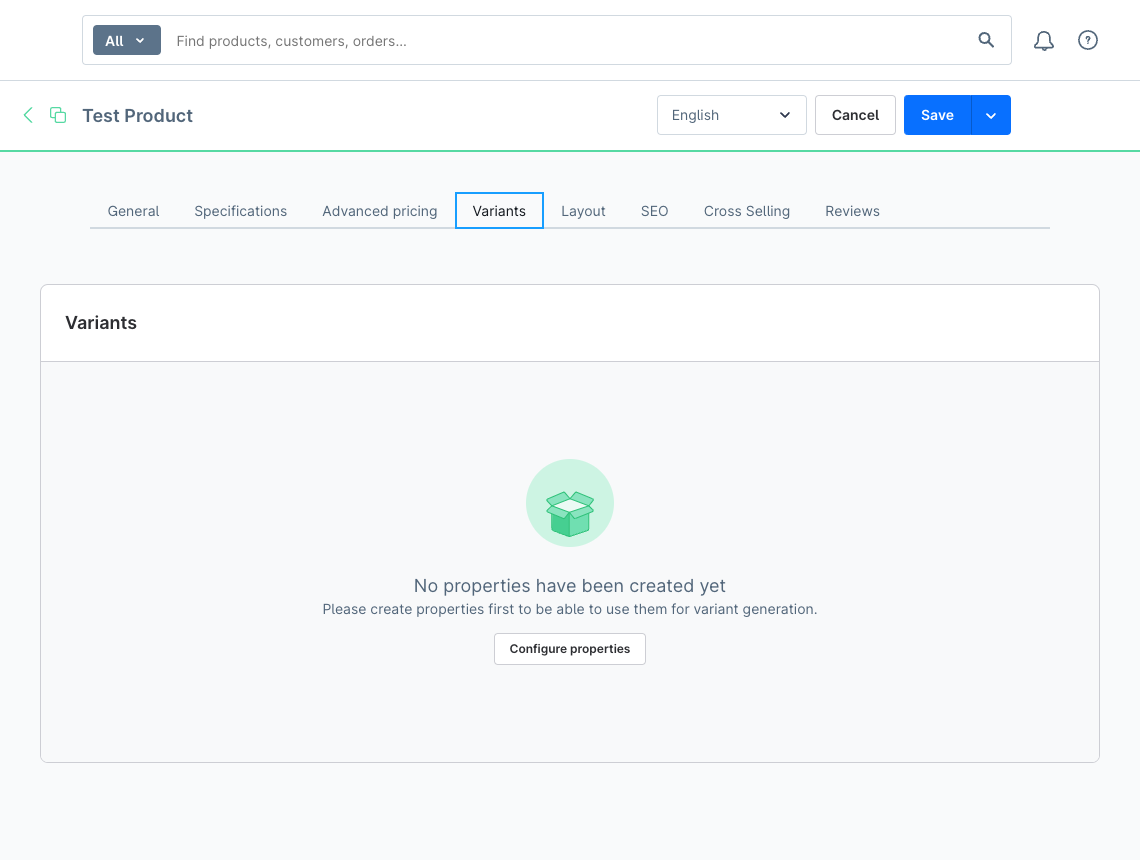 All
Find products, customers, orders...
Test Product
English
Cancel
Save
General
Specifications
Advanced pricing
Variants
Layout
SEO
Cross Selling
Reviews
Variants
No properties have been created yet
Please create properties first to be able to use them for variant generation.
Configure properties